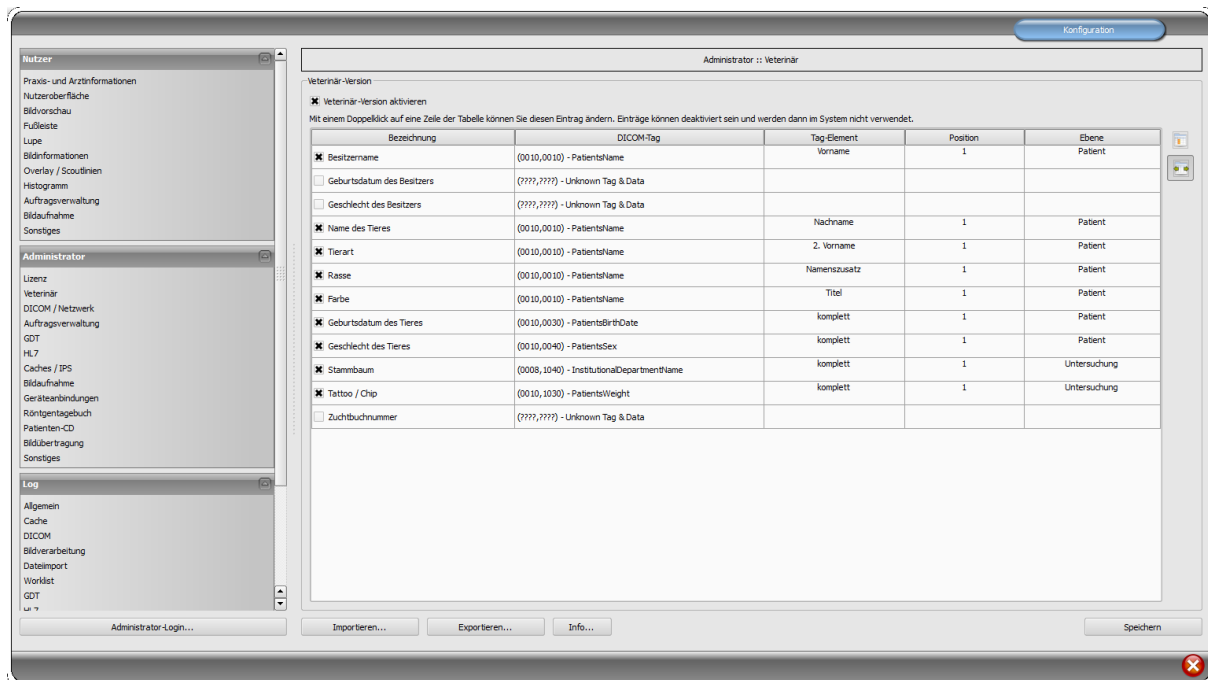 Konfiguration
Nutzer
Praxis- und Arztinformationen
Nutzeroberfläche
Bildvorschau
Fußleiste
Lupe
Bildinformationen
Overlay / Scoutlinien
Histogramm
Auftragsverwaltung
Bildaufnahme
Sonstiges
Administrator
Lizenz
Veterinär
DICOM / Netzwerk
Auftragsverwaltung
GDT
HL7
Caches / IPS
Bildaufnahme
Geräteanbindungen
Röntgentagebuch
Patienten-CD
Bildübertragung
Sonstiges
Log
Allgemein
Cache
DICOM
Bildverarbeitung
Dateiimport
Worklist
GDT
HL7
Administrator-Login...
Administrator :: Veterinär
Veterinär-Version
Veterinär-Version aktivieren
Mit einem Doppelklick auf eine Zeile der Tabelle können Sie diesen Eintrag ändern. Einträge können deaktiviert sein und werden dann im System nicht verwendet.
Bezeichnung DICOM-Tag Tag-Element Position Ebene
Besitzername (0010,0010) - PatientsName Vorname 1 Patient
Geburtsdatum des Besitzers (????,????) - Unknown Tag & Data
Geschlecht des Besitzers (????,????) - Unknown Tag & Data
Name des Tieres (0010,0010) - PatientsName Nachname 1 Patient
Tierart (0010,0010) - PatientsName 2. Vorname 1 Patient
Rasse (0010,0010) - PatientsName Namenszusatz 1 Patient
Farbe (0010,0010) - PatientsName Titel 1 Patient
Geburtsdatum des Tieres (0010,0030) - PatientsBirthDate komplett 1 Patient
Geschlecht des Tieres (0010,0040) - PatientsSex komplett 1 Patient
Stammbaum (0008,1040) - InstitutionalDepartmentName komplett 1 Untersuchung
Tattoo / Chip (0010,1030) - PatientsWeight komplett 1 Untersuchung
Zuchtbuchnummer (????,????) - Unknown Tag & Data
Importieren... Exportieren... Info... Speichern